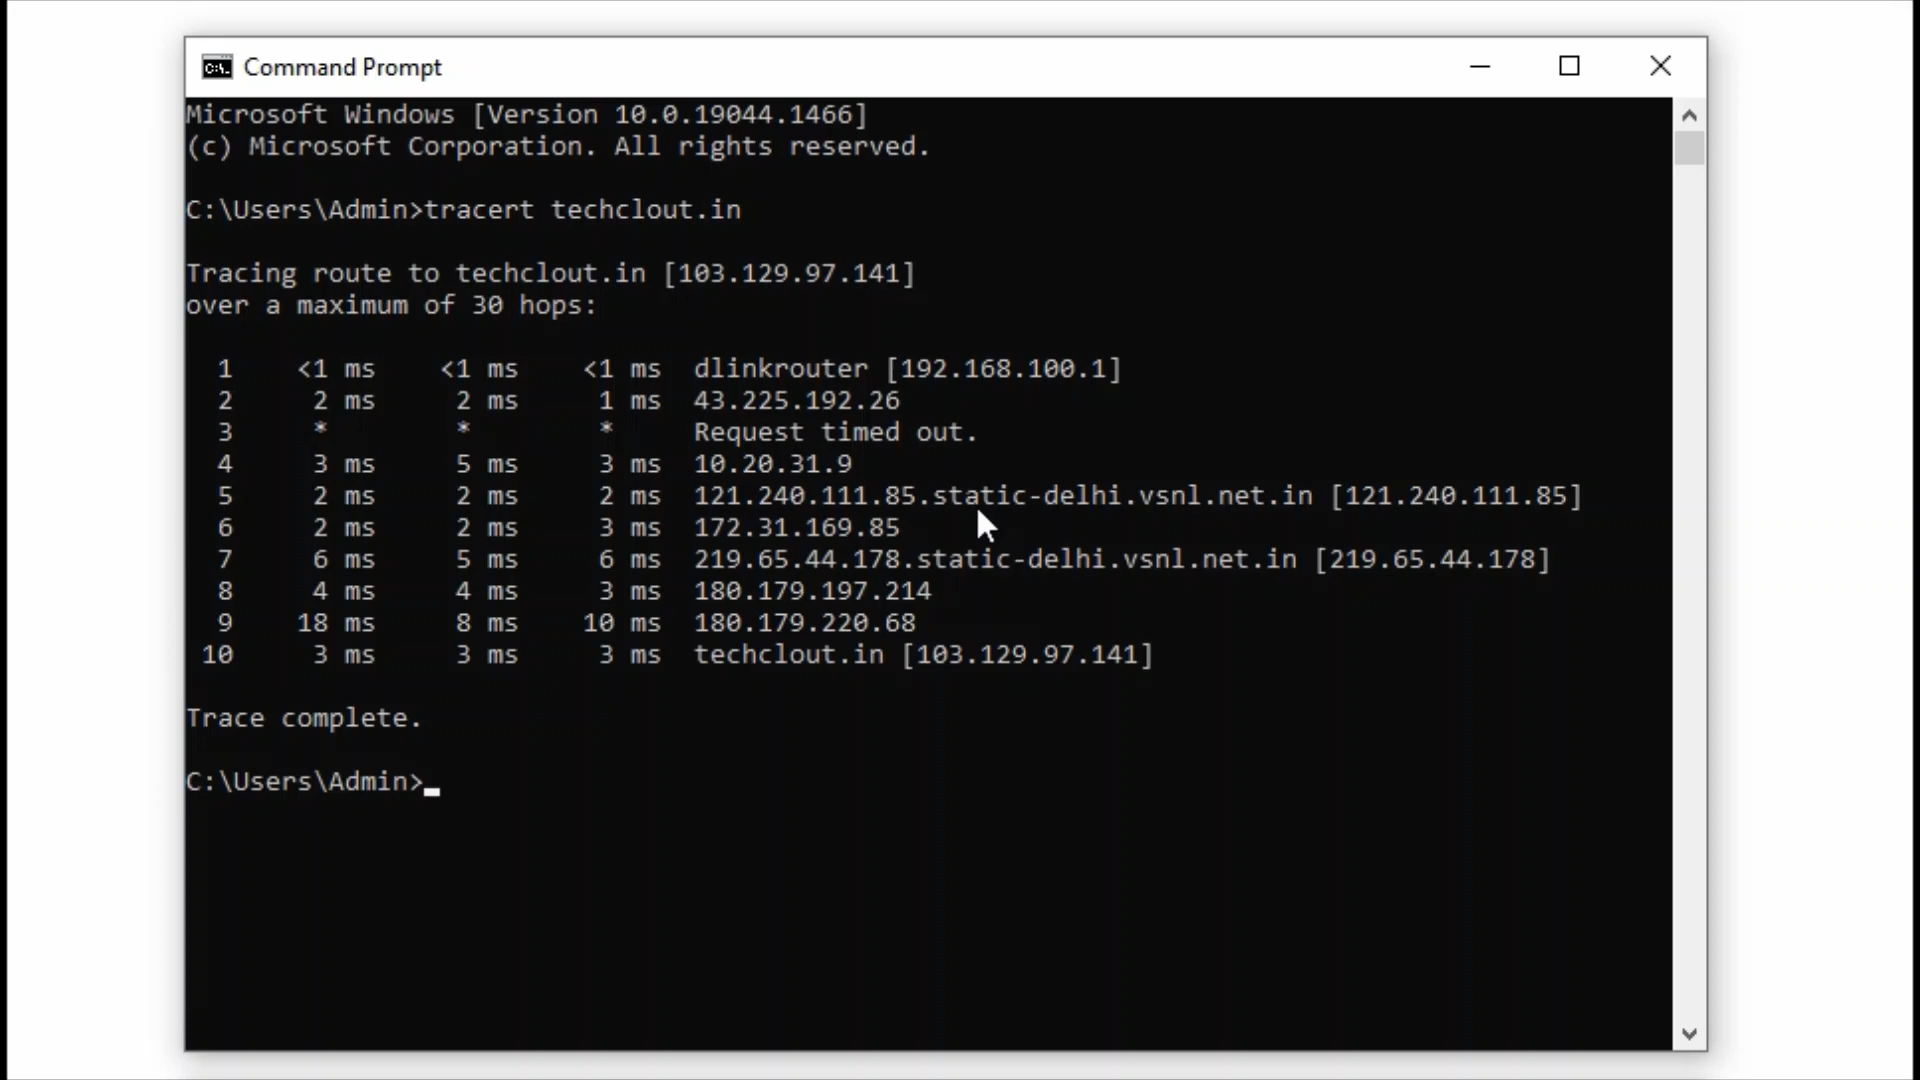 Command Prompt
Microsoft Windows [Version 10.0.19044.1466]
(c) Microsoft Corporation. All rights reserved.
C:\Users\Admin>tracert techclout.in
Tracing route to techclout.in [103.129.97.141]
over a maximum of 30 hops:
1 <1 ms <1 ms <1 ms dlinkrouter [192.168.100.1]
2 2 ms 2 ms 1 ms 43.225.192.26
3 * * * Request timed out.
4 3 ms 5 ms 3 ms 10.20.31.9
5 2 ms 2 ms 2 ms 121.240.111.85.static-delhi.vsnl.net.in [121.240.111.85]
6 2 ms 2 ms 3 ms 172.31.169.85
7 6 ms 5 ms 6 ms 219.65.44.178.static-delhi.vsnl.net.in [219.65.44.178]
8 4 ms 4 ms 3 ms 180.179.197.214
9 18 ms 8 ms 10 ms 180.179.220.68
10 3 ms 3 ms 3 ms techclout.in [103.129.97.141]
Trace complete.
C:\Users\Admin>